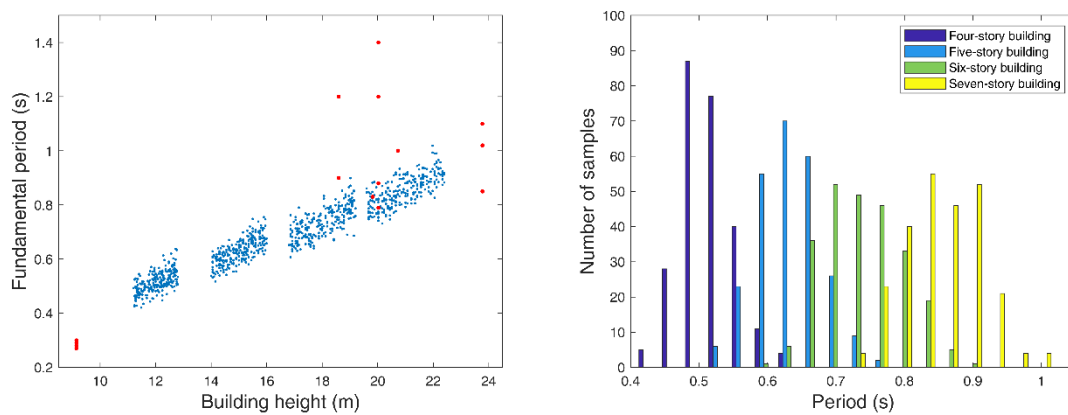 1.4
1.2
1
0.8
0.6
0.4
0.2
Fundamental period (s)
10 12 14 16 18 20 22 24
Building height (m)
100
90
80
70
60
50
40
30
20
10
0
Number of samples
Four-story building
Five-story building
Six-story building
Seven-story building
0.4 0.5 0.6 0.7 0.8 0.9 1
Period (s)